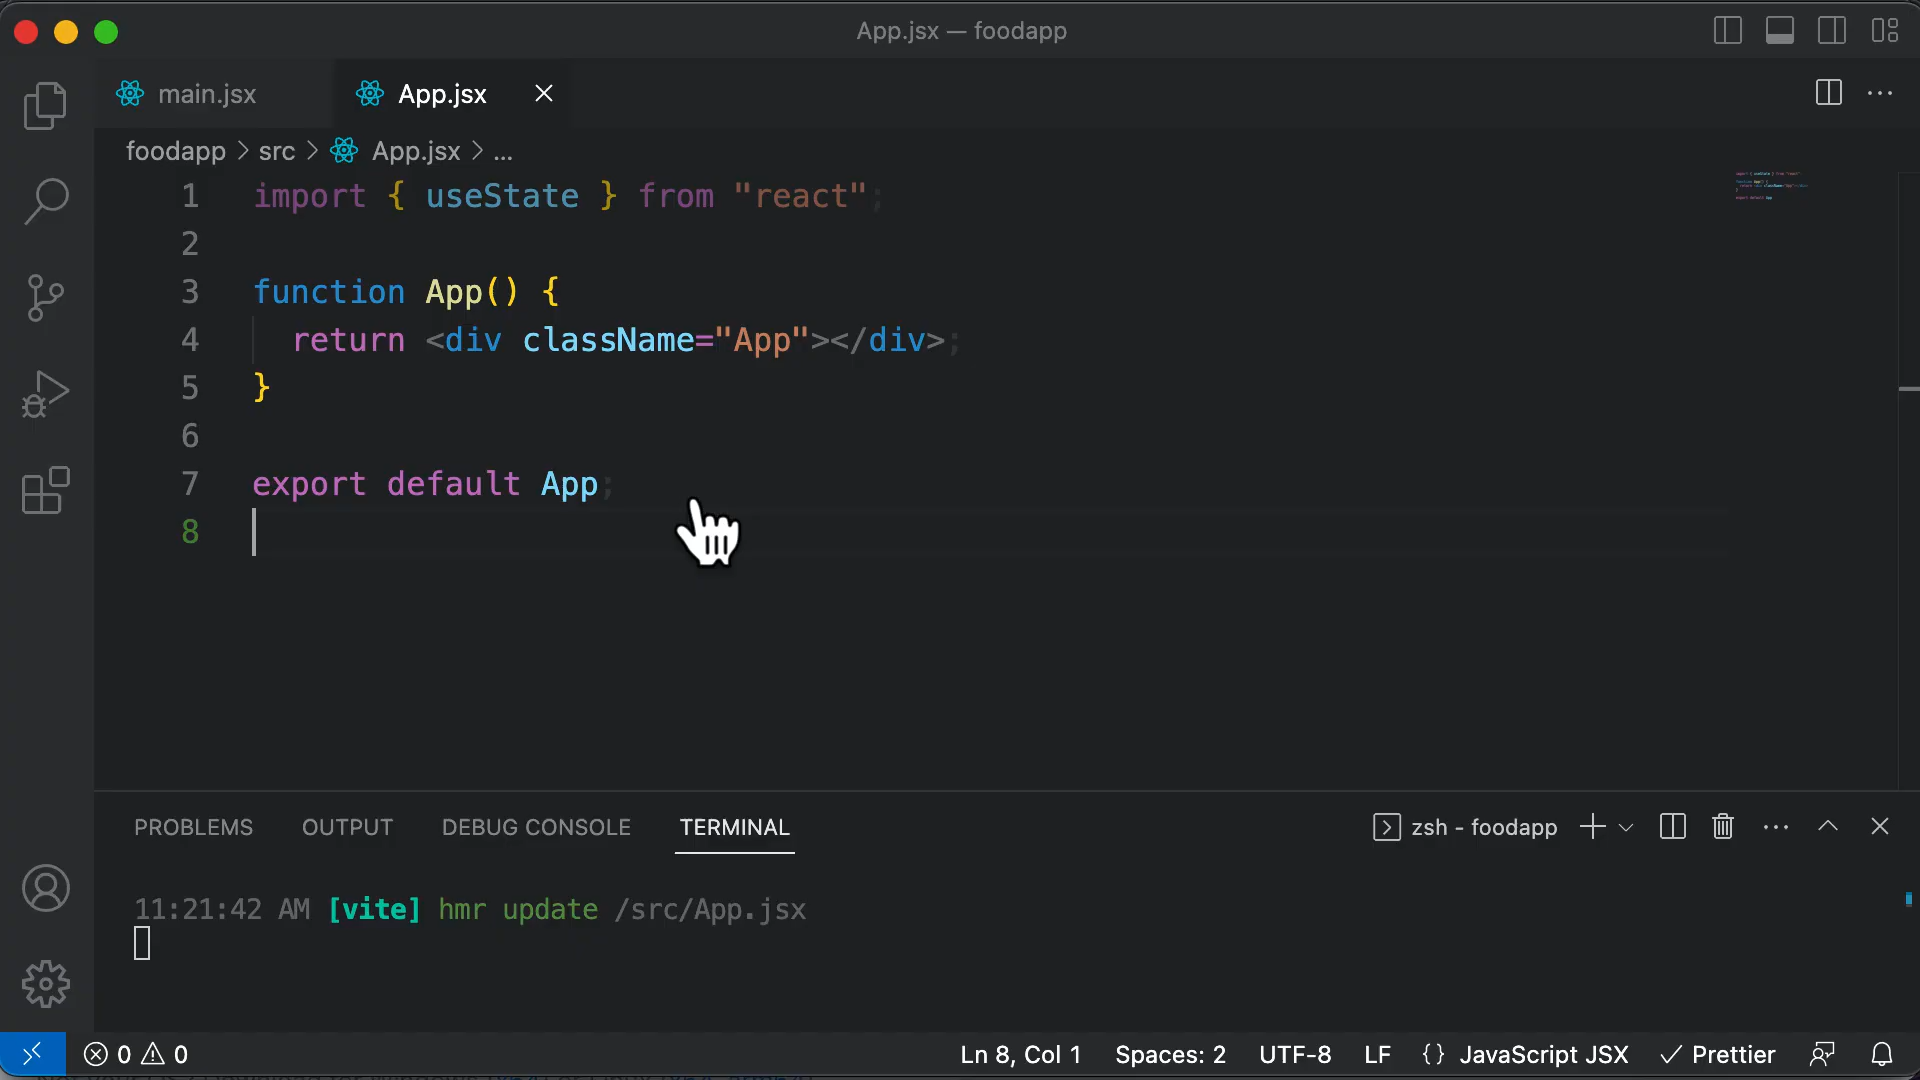 App.jsx — foodapp
main.jsx App.jsx
foodapp > src > App.jsx > ...
1 import { useState } from "react";
2
3 function App() {
4 return <div className="App"></div>;
5 }
6
7 export default App;
8
PROBLEMS OUTPUT DEBUG CONSOLE TERMINAL zsh - foodapp
11:21:42 AM [vite] hmr update /src/App.jsx
0 0 Ln 8, Col 1 Spaces: 2 UTF-8 LF {} JavaScript JSX Prettier